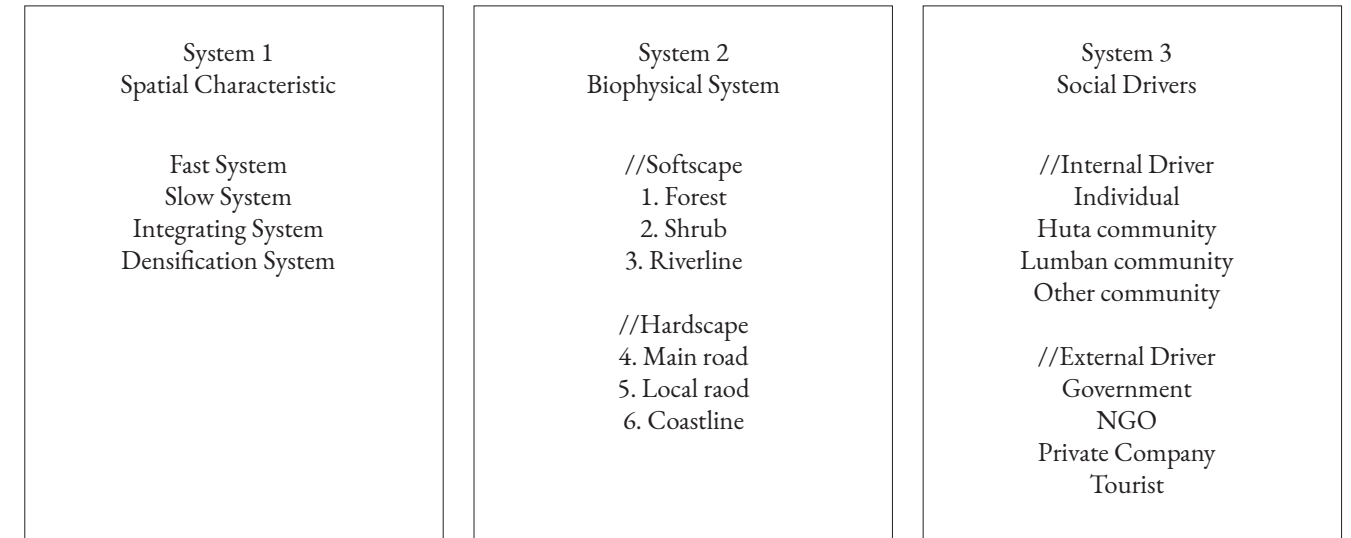 System 1
Spatial Characteristic
Fast System
Slow System
Integrating System
Densification System
System 2
Biophysical System
//Softscape
1. Forest
2. Shrub
3. Riverline
//Hardscape
4. Main road
5. Local raod
6. Coastline
System 3
Social Drivers
//Internal Driver
Individual
Huta community
Lumban community
Other community
//External Driver
Government
NGO
Private Company
Tourist